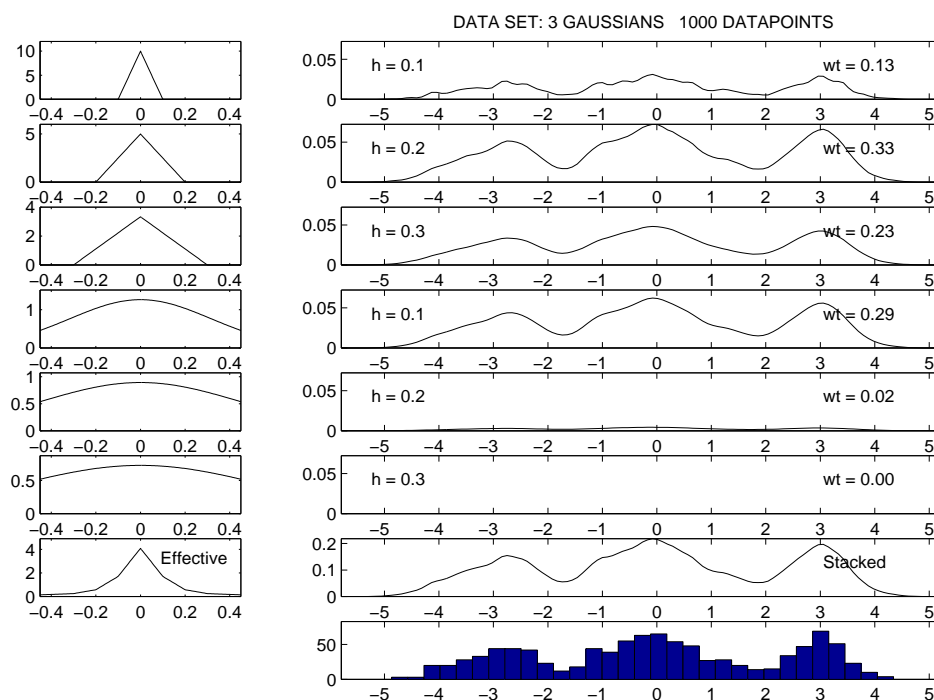 DATA SET: 3 GAUSSIANS 1000 DATAPOINTS
10
5
0
−0.4 −0.2 0 0.2 0.4
0.05
0
h = 0.1 wt = 0.13
−5 −4 −3 −2 −1 0 1 2 3 4 5
5
0
−0.4 −0.2 0 0.2 0.4
0.05
0
h = 0.2 wt = 0.33
−5 −4 −3 −2 −1 0 1 2 3 4 5
4
2
0
−0.4 −0.2 0 0.2 0.4
0.05
0
h = 0.3 wt = 0.23
−5 −4 −3 −2 −1 0 1 2 3 4 5
1
0
−0.4 −0.2 0 0.2 0.4
0.05
0
h = 0.1 wt = 0.29
−5 −4 −3 −2 −1 0 1 2 3 4 5
1
0.5
0
−0.4 −0.2 0 0.2 0.4
0.05
0
h = 0.2 wt = 0.02
−5 −4 −3 −2 −1 0 1 2 3 4 5
0.5
0
−0.4 −0.2 0 0.2 0.4
0.05
0
h = 0.3 wt = 0.00
−5 −4 −3 −2 −1 0 1 2 3 4 5
4
2
0
Effective
−0.4 −0.2 0 0.2 0.4
0.2
0.1
0
Stacked
−5 −4 −3 −2 −1 0 1 2 3 4 5
50
0
−5 −4 −3 −2 −1 0 1 2 3 4 5